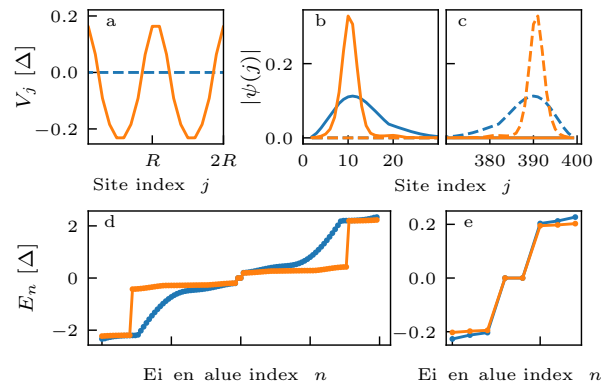 a
0.2
0.0
−0.2
V_j [Δ]
R
2R
Site index j
b
c
0.2
0.0
|ψ(j)|
10
20
380
390
400
Site index j
d
2
0
−2
E_n [Δ]
Ei en alue index n
e
0.2
0.0
−0.2
Ei en alue index n